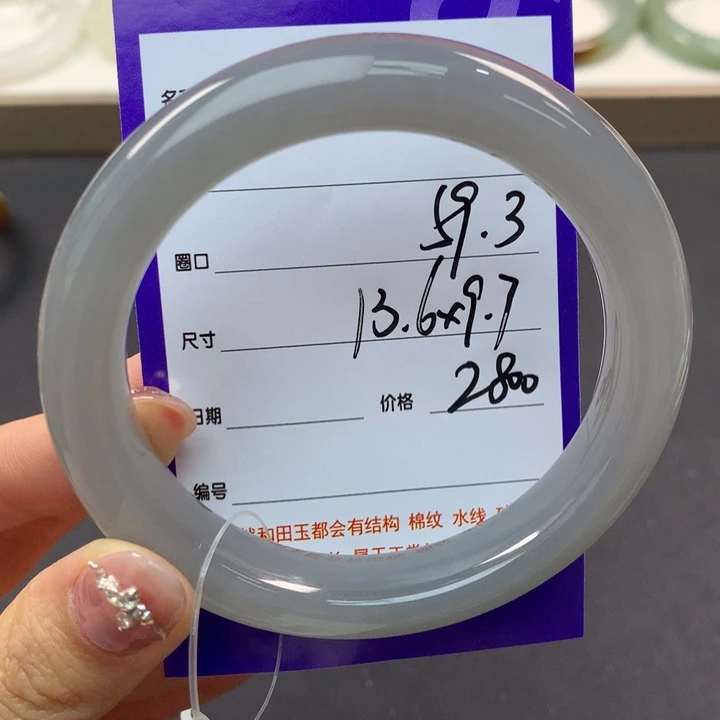 圈口 59.3
尺寸 13.6x9.7
日期 价格 2800
编号
和田玉都会有结构 棉纹 水线